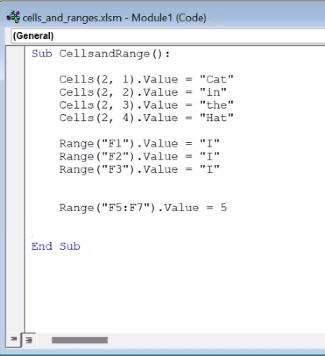 cells_and_ranges.xlsm - Module1 (Code)
(General)
Sub CellsandRange():
Cells(2, 1).Value = "Cat"
Cells(2, 2).Value = "in"
Cells(2, 3).Value = "the"
Cells(2, 4).Value = "Hat"
Range("F1").Value = "I"
Range("F2").Value = "I"
Range("F3").Value = "I"
Range("F5:F7").Value = 5
End Sub